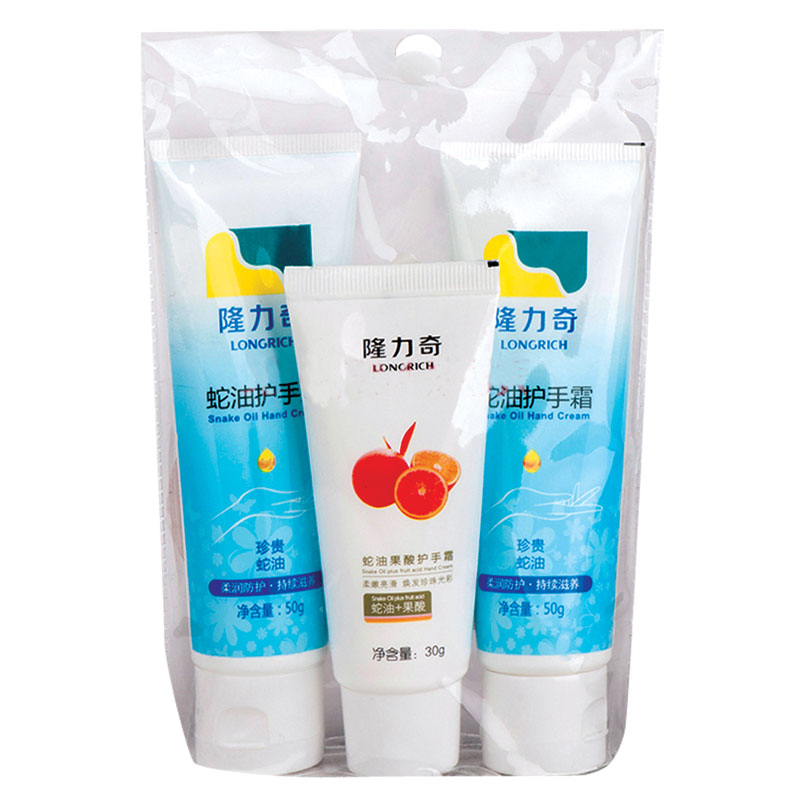 隆力奇
LONGRICH
蛇油护手
Snake Oil Hand Cr
珍贵
蛇油
柔润防护·持续滋养
净含量：50g
隆力奇
LONGRICH
蛇油果酸护手霜
Snake Oil plus fruit acid Hand Cream
柔嫩亮滑 焕发珍珠光彩
Snake Oil plus fruit acid
蛇油+果酸
净含量：30g
隆力奇
LONGRICH
蛇油护手霜
ake Oil Hand Cream
珍贵
蛇油
柔润防护·持续滋养
净含量：50g